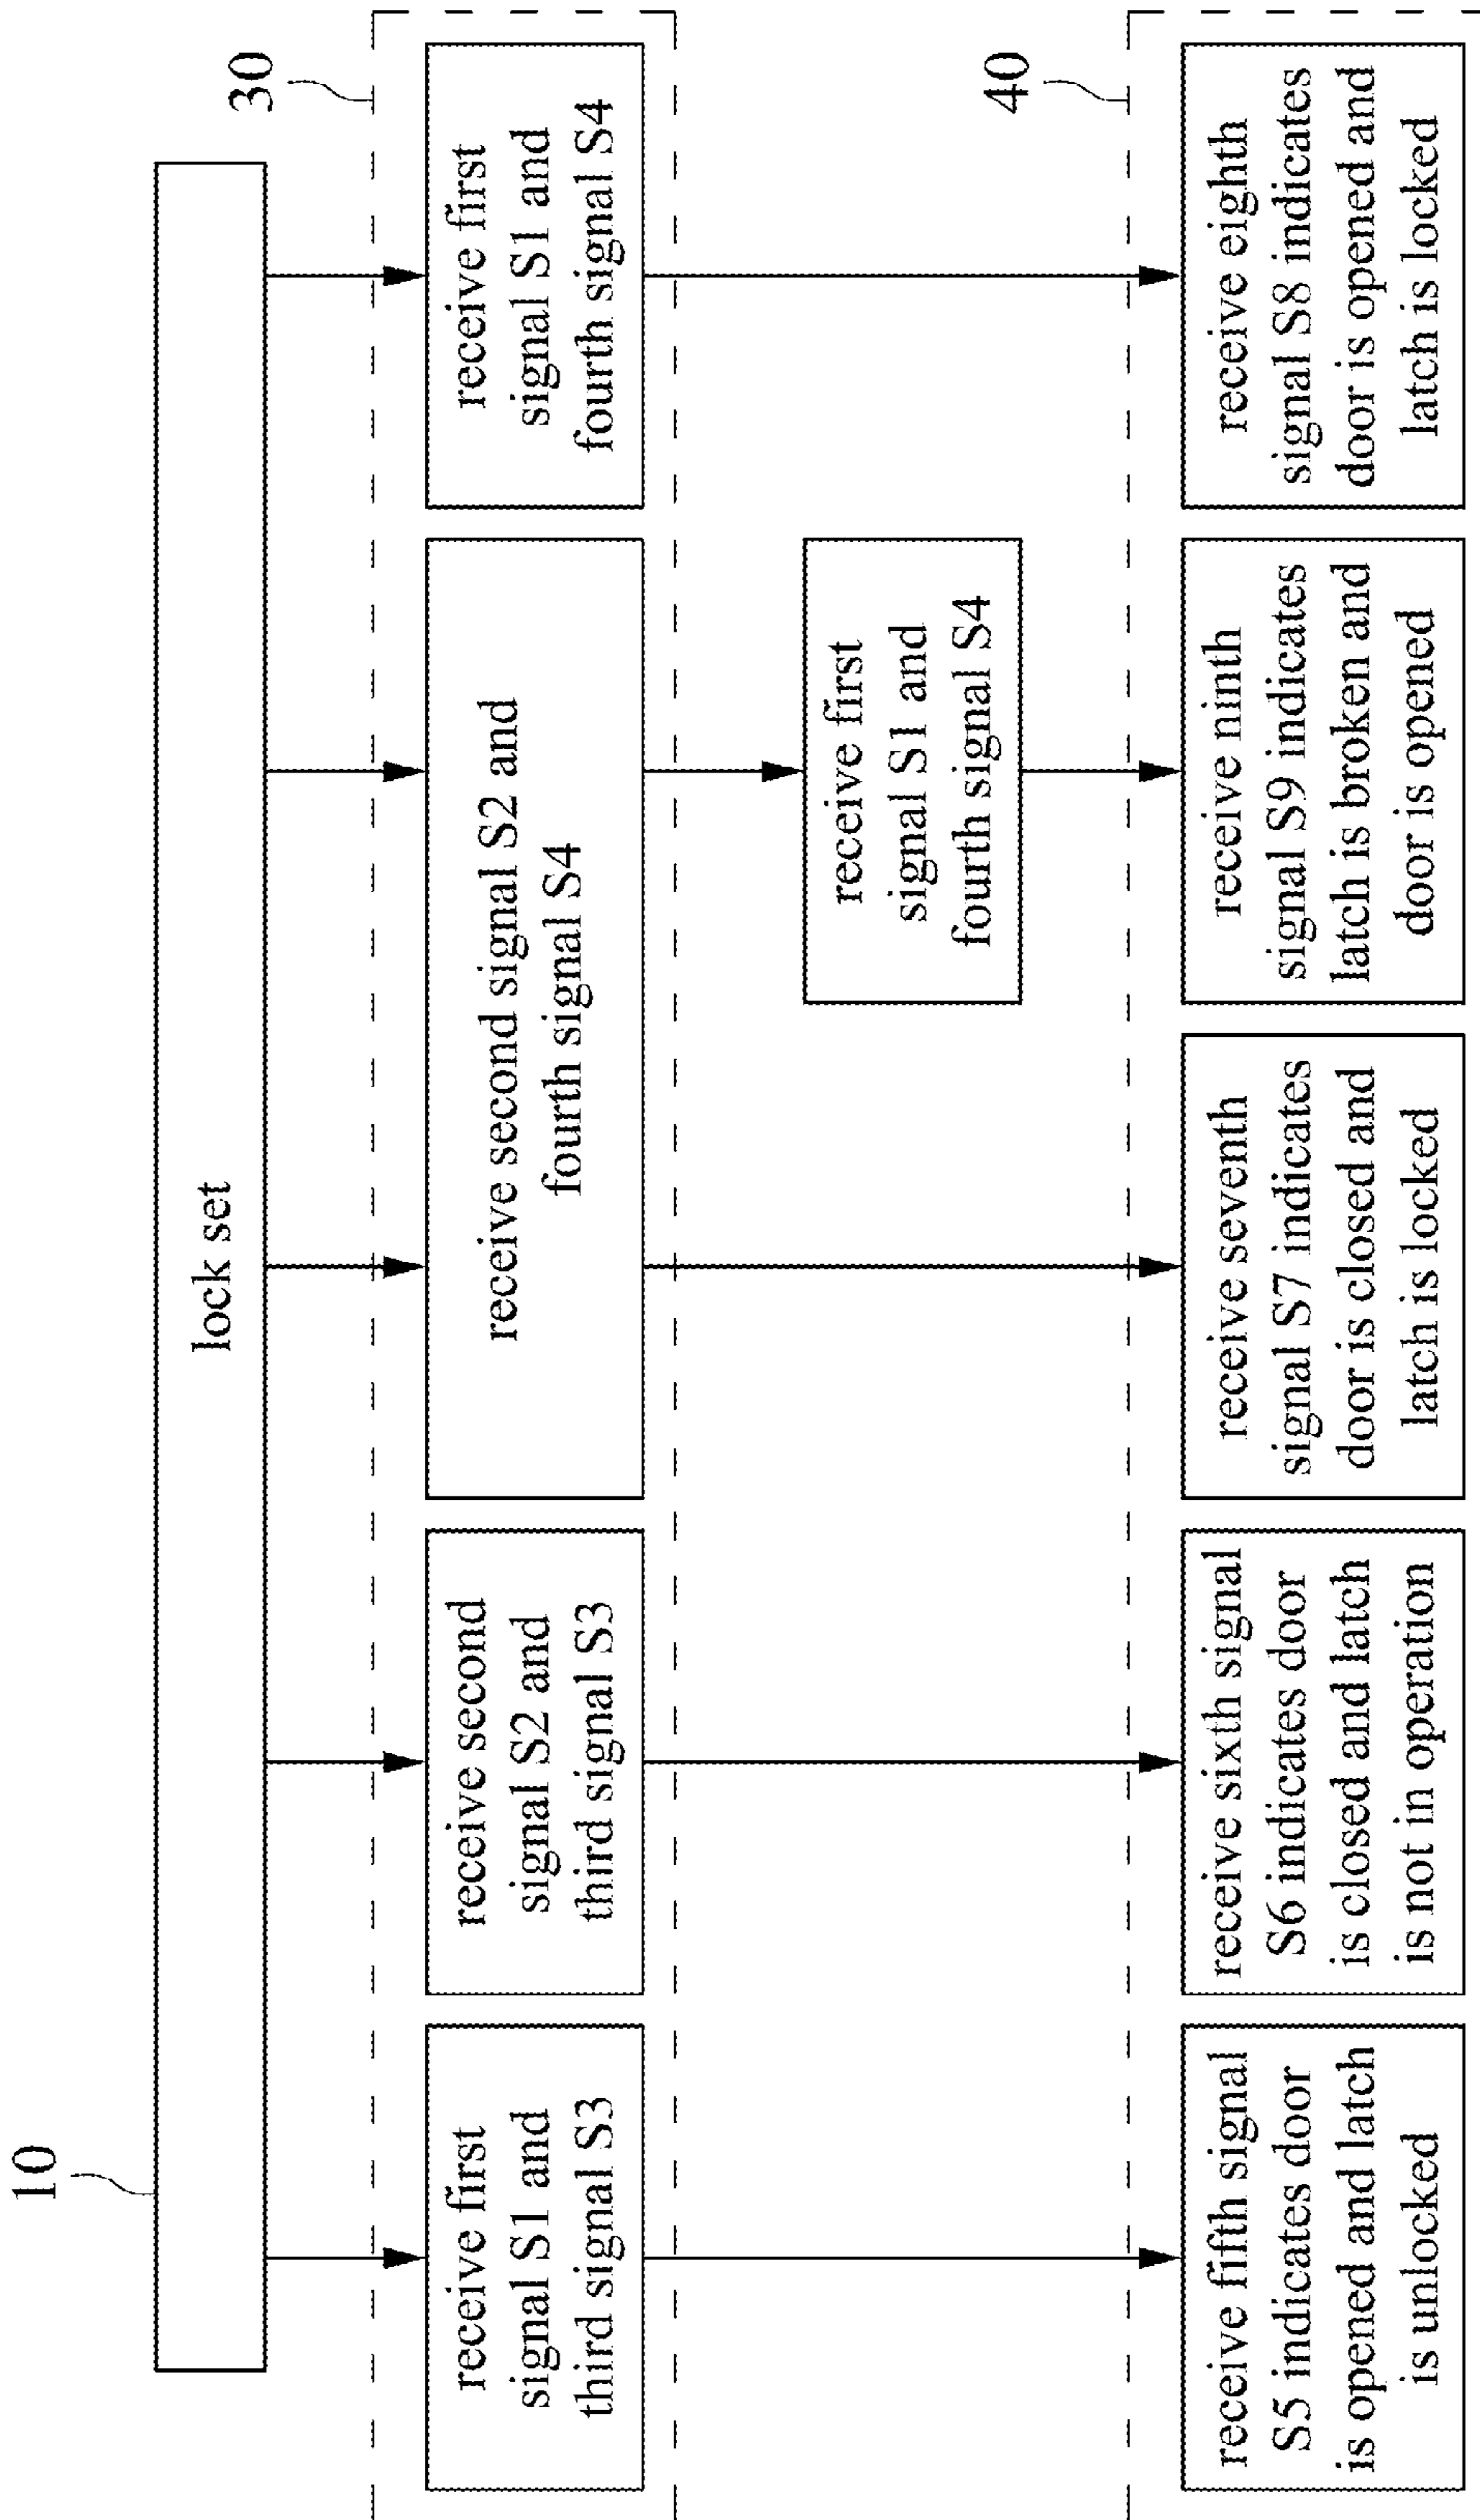 10
lock set
30
receive first
signal S1 and
third signal S3
receive second
signal S2 and
third signal S3
receive second signal S2 and
fourth signal S4
receive first
signal S1 and
fourth signal S4
receive first
signal S1 and
fourth signal S4
40
receive fifth signal
S5 indicates door
is opened and latch
is unlocked
receive sixth signal
S6 indicates door
is closed and latch
is not in operation
receive seventh
signal S7 indicates
door is closed and
latch is locked
receive ninth
signal S9 indicates
latch is broken and
door is opened
receive eighth
signal S8 indicates
door is opened and
latch is locked